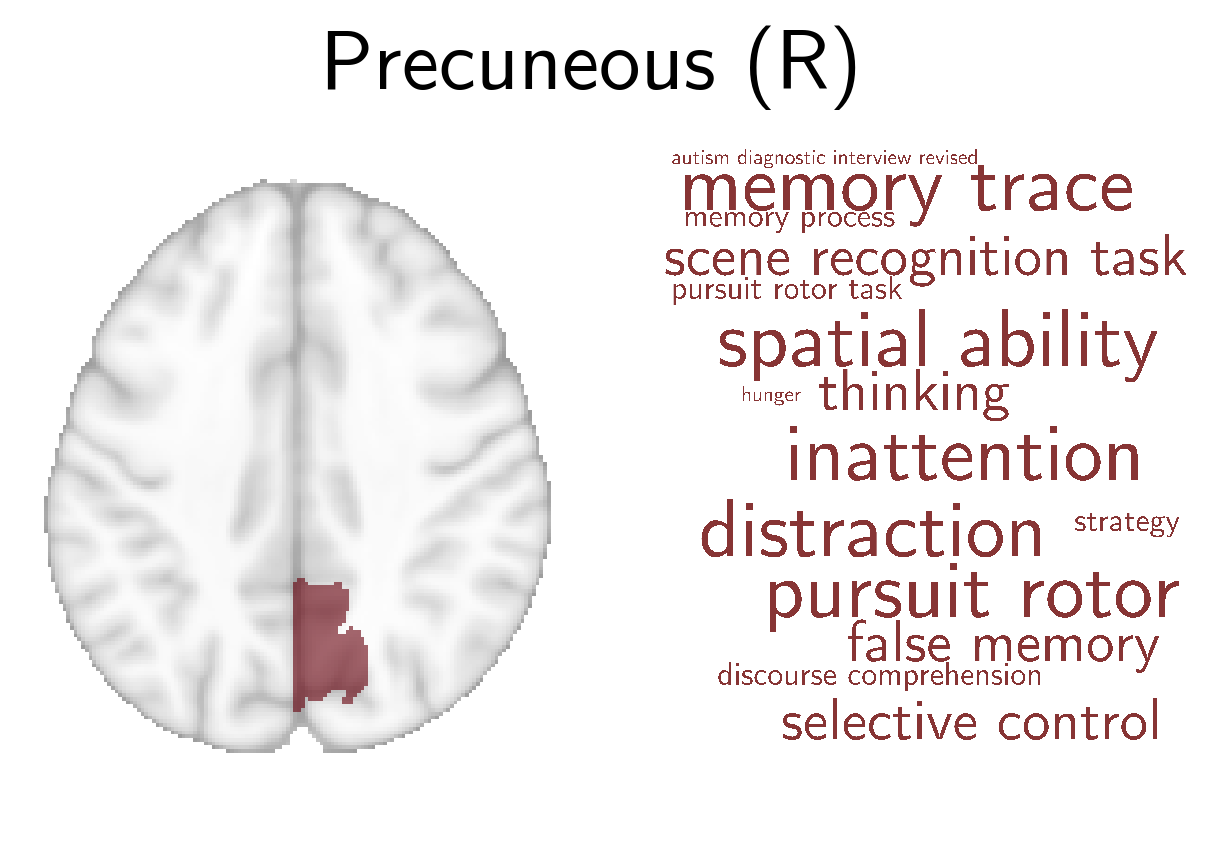 Precuneous (R)
autism diagnostic interview revised
memory trace
memory process
scene recognition task
pursuit rotor task
spatial ability
hunger thinking
inattention
distraction strategy
pursuit rotor
false memory
discourse comprehension
selective control